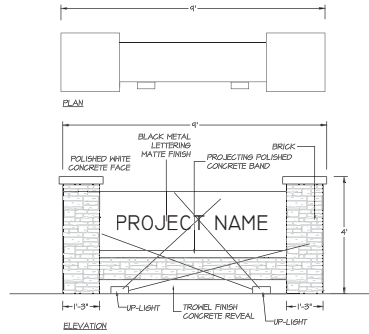 9'
PLAN
9'
BLACK METAL
LETTERING
MATTE FINISH
BRICK
POLISHED WHITE
CONCRETE FACE
PROJECTING POLISHED
CONCRETE BAND
PROJECT NAME
4'
1'-3"
UP-LIGHT
TROWEL FINISH
CONCRETE REVEAL
UP-LIGHT
1'-3"
ELEVATION